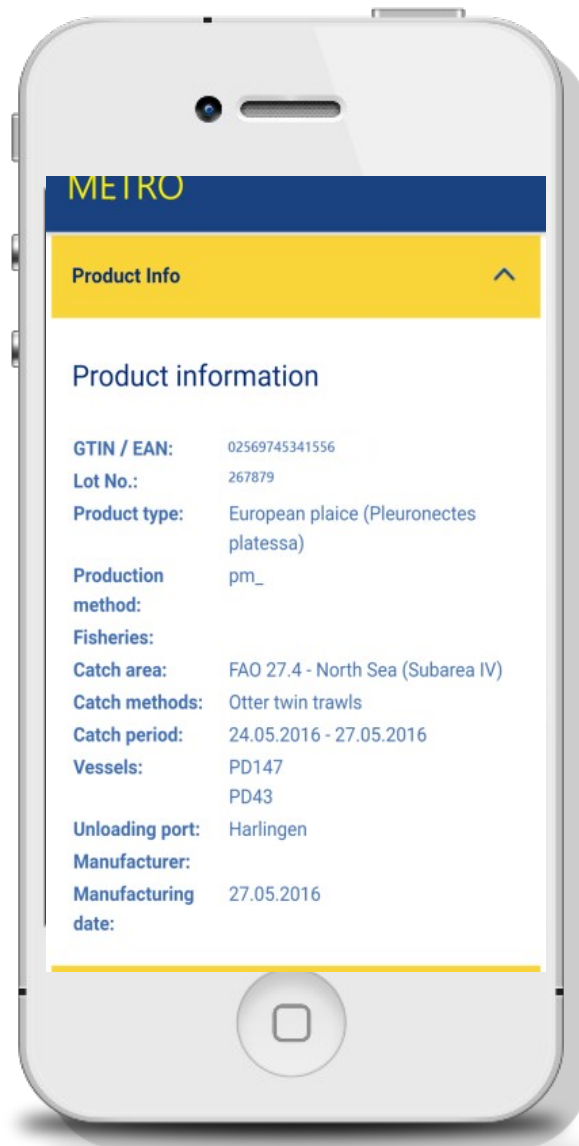 METRO
Product Info
Product information
GTIN / EAN: 02569745341556
Lot No.: 267879
Product type: European plaice (Pleuronectes
platessa)
Production pm_
method:
Fisheries:
Catch area: FAO 27.4 - North Sea (Subarea IV)
Catch methods: Otter twin trawls
Catch period: 24.05.2016 - 27.05.2016
Vessels: PD147
PD43
Unloading port: Harlingen
Manufacturer:
Manufacturing 27.05.2016
date: